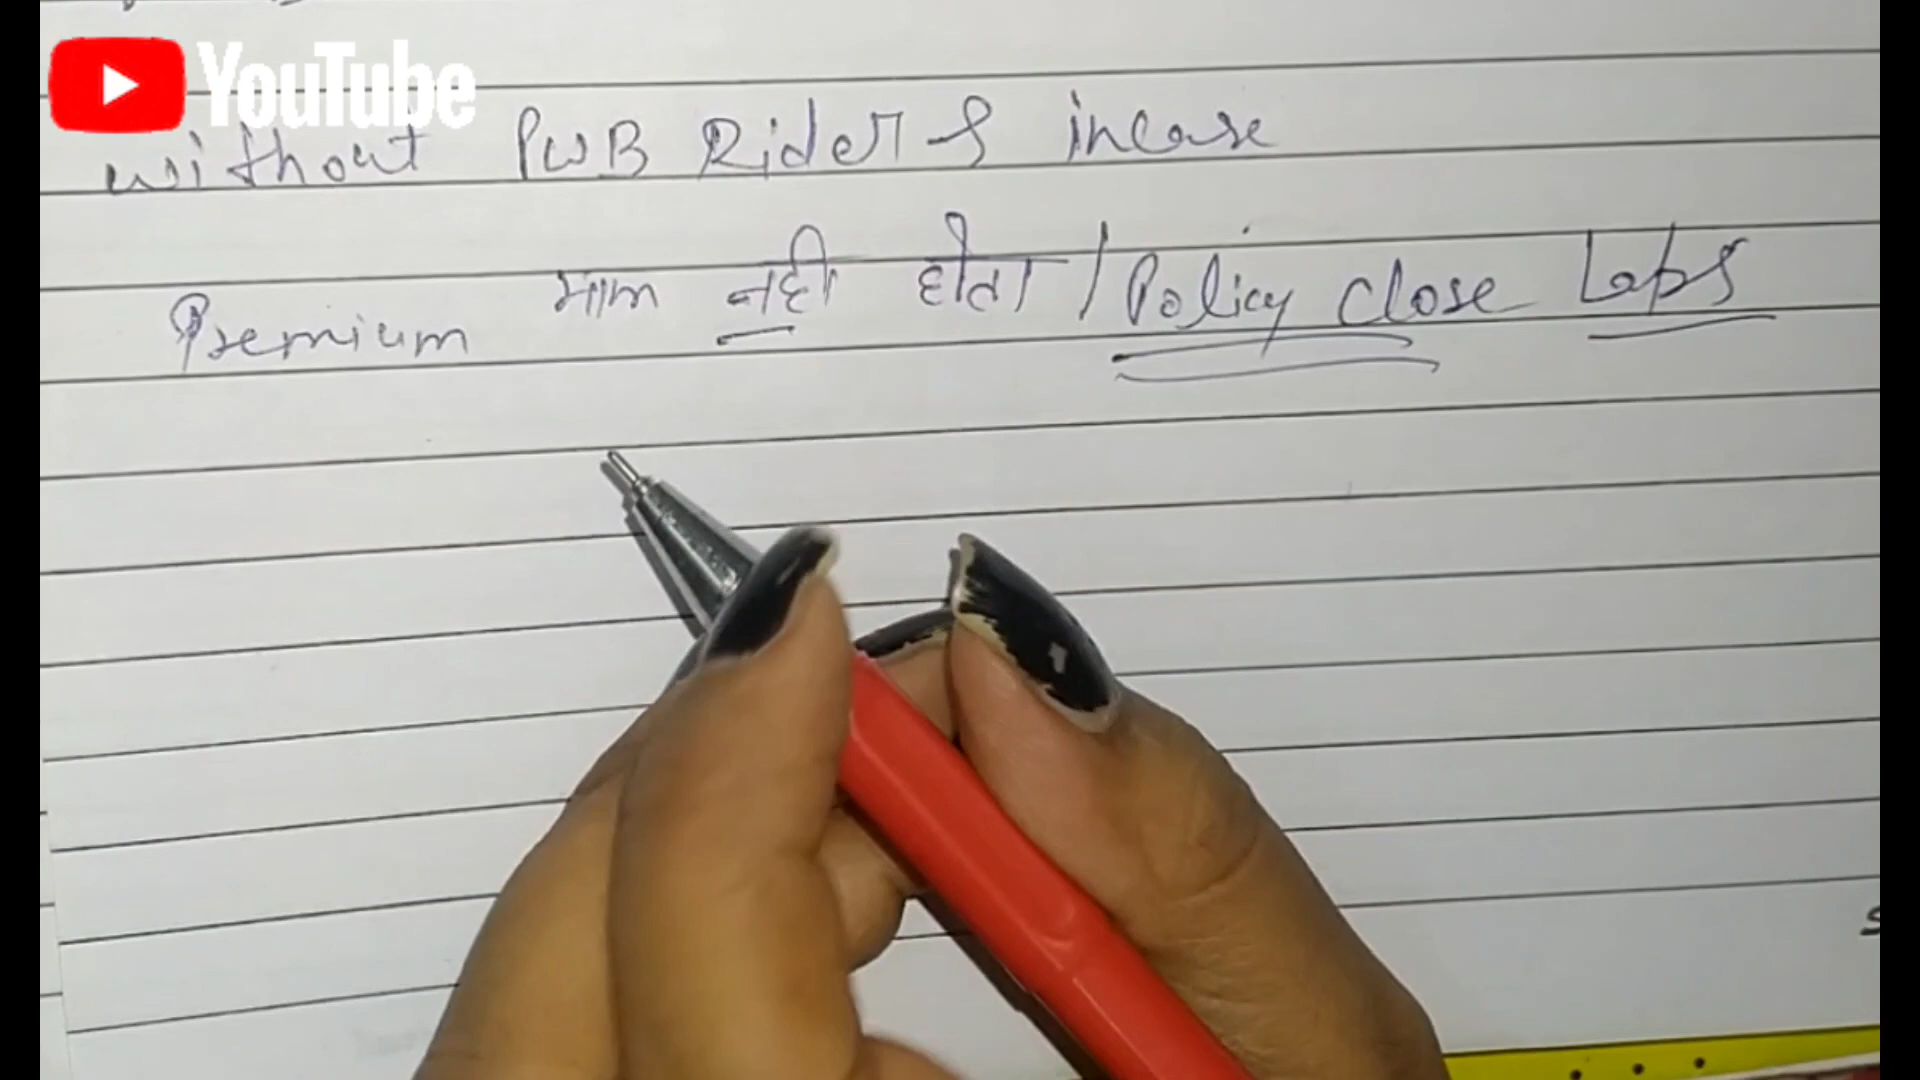 YouTube
without PWB Rider & incase
Premium माफ नही होता / Policy close Laps